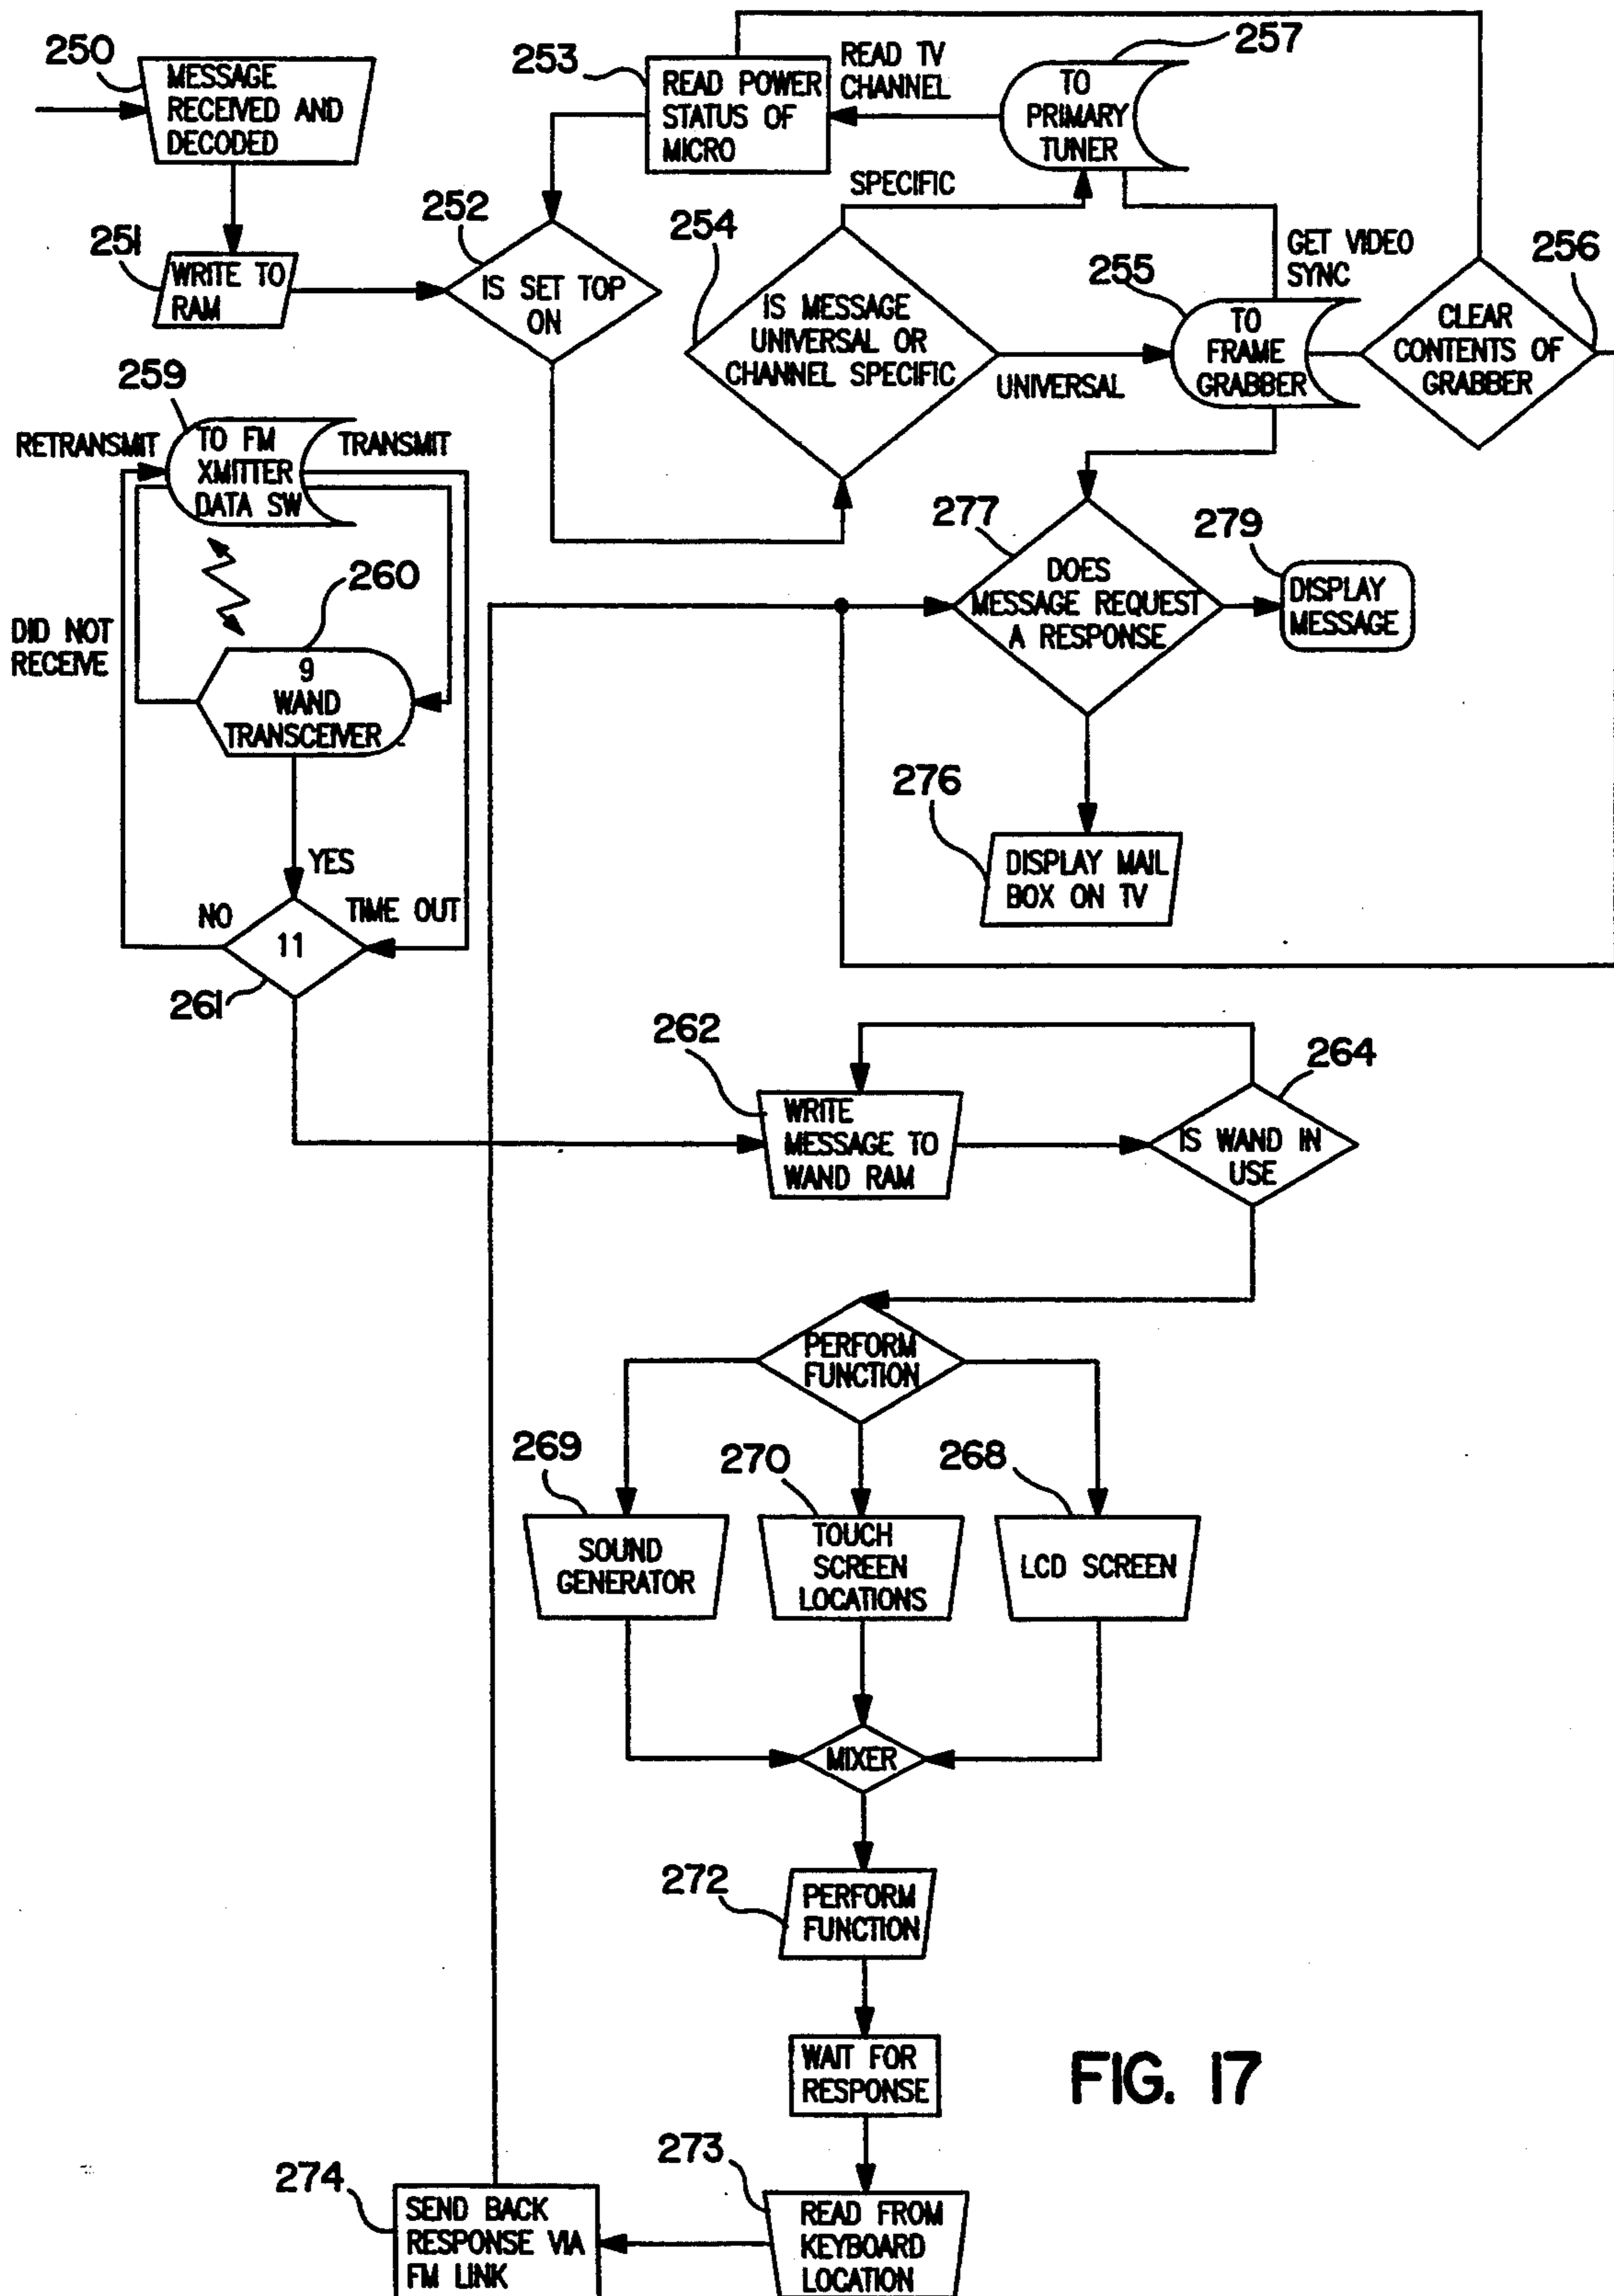 250
MESSAGE
RECEIVED AND
DECODED
251
WRITE TO
RAM
252
IS SET TOP
ON
253
READ POWER
STATUS OF
MICRO
READ TV
CHANNEL
257
TO
PRIMARY
TUNER
SPECIFIC
254
IS MESSAGE
UNIVERSAL OR
CHANNEL SPECIFIC
UNIVERSAL
GET VIDEO
SYNC
255
TO
FRAME
GRABBER
256
CLEAR
CONTENTS OF
GRABBER
259
RETRANSMIT
TO FM
XMITTER
DATA SW
TRANSMIT
260
DID NOT
RECEIVE
9
WAND
TRANSCEIVER
YES
NO
TIME OUT
11
261
277
DOES
MESSAGE REQUEST
A RESPONSE
279
DISPLAY
MESSAGE
276
DISPLAY MAIL
BOX ON TV
262
WRITE
MESSAGE TO
WAND RAM
264
IS WAND IN
USE
PERFORM
FUNCTION
269
SOUND
GENERATOR
270
TOUCH
SCREEN
LOCATIONS
268
LCD SCREEN
MIXER
272
PERFORM
FUNCTION
WAIT FOR
RESPONSE
273
READ FROM
KEYBOARD
LOCATION
274
SEND BACK
RESPONSE VIA
FM LINK
FIG. 17